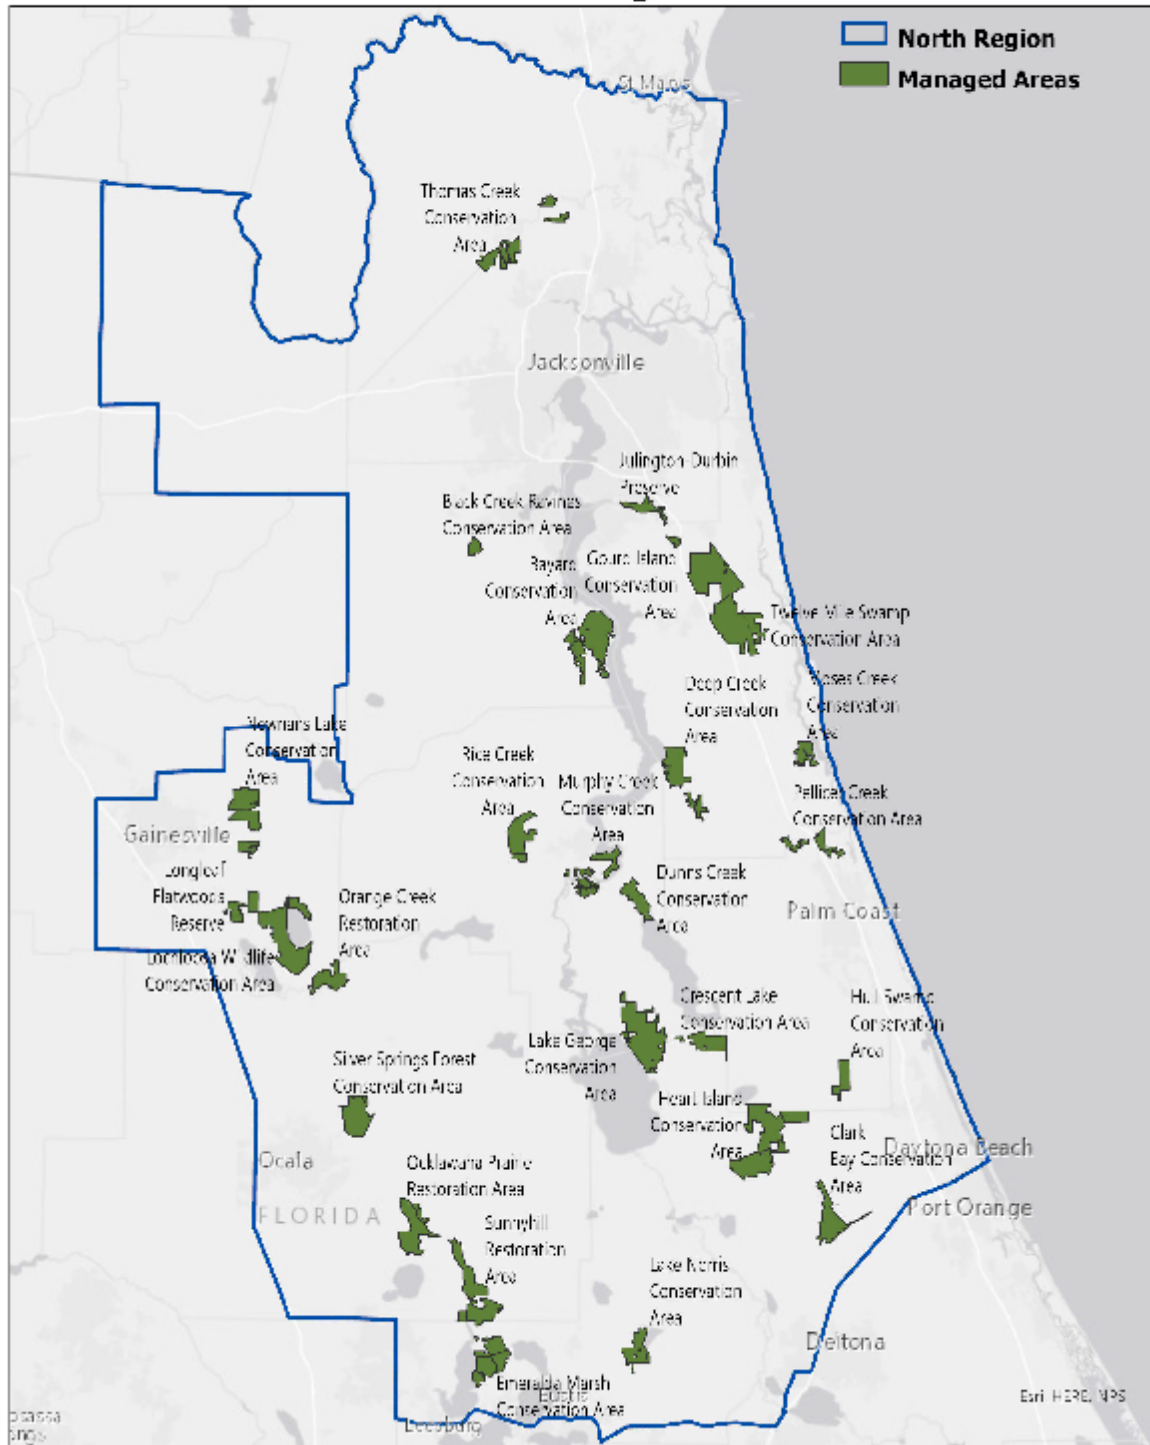 North Region
Managed Areas
St Marys
Thomas Creek
Conservation
Area
Jacksonville
Julington-Durbin
Preserve
Black Creek Ravines
Conservation Area
Bayard
Conservation
Area
Gourd Island
Conservation
Area
Twelve Mile Swamp
Conservation Area
Deep Creek
Conservation
Area
Moses Creek
Conservation
Area
Newnans Lake
Conservation
Area
Rice Creek
Conservation
Area
Murphy Creek
Conservation
Area
Pellicer Creek
Conservation Area
Gainesville
Longleaf
Flatwoods
Reserve
Orange Creek
Restoration
Area
Dunns Creek
Conservation
Area
Palm Coast
Lochloosa Wildlife
Conservation Area
Crescent Lake
Conservation Area
Hull Swamp
Conservation
Area
Lake George
Conservation
Area
Silver Springs Forest
Conservation Area
Heart Island
Conservation
Area
Clark
Bay Conservation
Area
Daytona Beach
Port Orange
Ocala
Ocklawaha Prairie
Restoration Area
FLORIDA
Sunnyhill
Restoration
Area
Lake Norris
Conservation
Area
Deltona
Emeralda Marsh
Conservation Area
Eustis
Leesburg
Esri, HERE, NPS
osassa
ngs